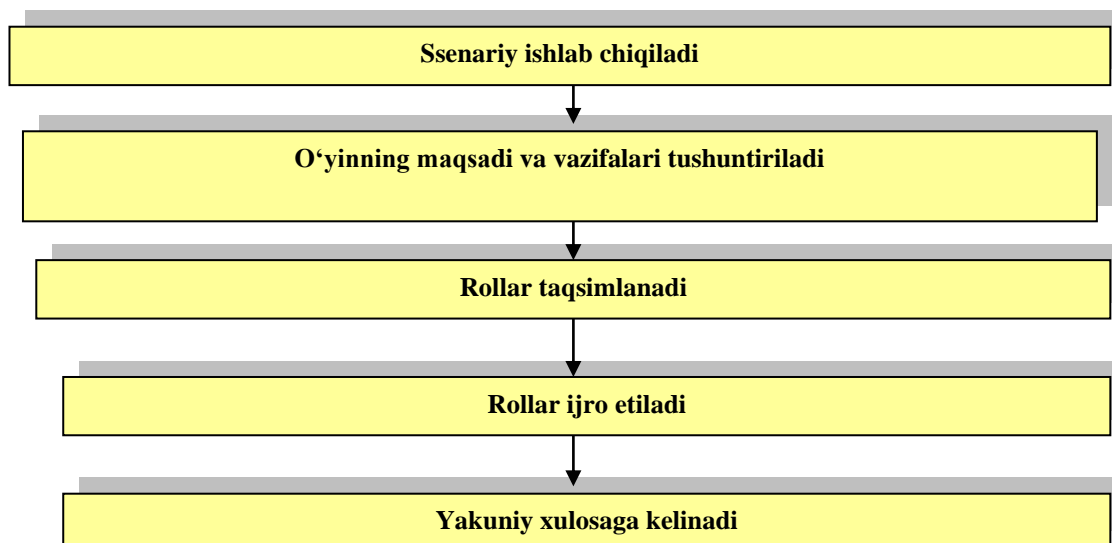 Ssenariy ishlab chiqiladi
O‘yinning maqsadi va vazifalari tushuntiriladi
Rollar taqsimlanadi
Rollar ijro etiladi
Yakuniy xulosaga kelinadi